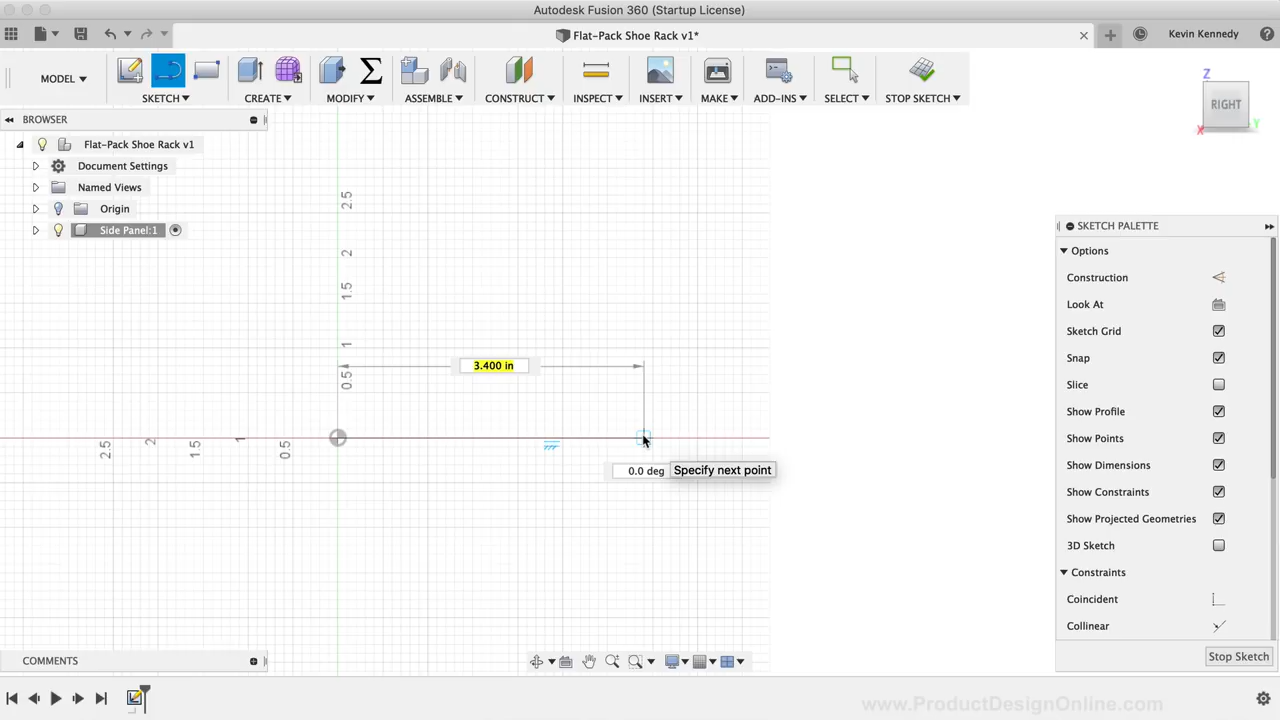 Autodesk Fusion 360 (Startup License)
Flat-Pack Shoe Rack v1*
Kevin Kennedy
MODEL
SKETCH
CREATE
MODIFY
ASSEMBLE
CONSTRUCT
INSPECT
INSERT
MAKE
ADD-INS
SELECT
STOP SKETCH
Z
RIGHT
X
Y
BROWSER
Flat-Pack Shoe Rack v1
Document Settings
Named Views
Origin
Side Panel:1
2.5
2
1.5
1
0.5
3.400 in
2.5
2
1.5
1
0.5
0.0 deg
Specify next point
SKETCH PALETTE
Options
Construction
Look At
Sketch Grid
Snap
Slice
Show Profile
Show Points
Show Dimensions
Show Constraints
Show Projected Geometries
3D Sketch
Constraints
Coincident
Collinear
Stop Sketch
COMMENTS
www.ProductDesignOnline.com